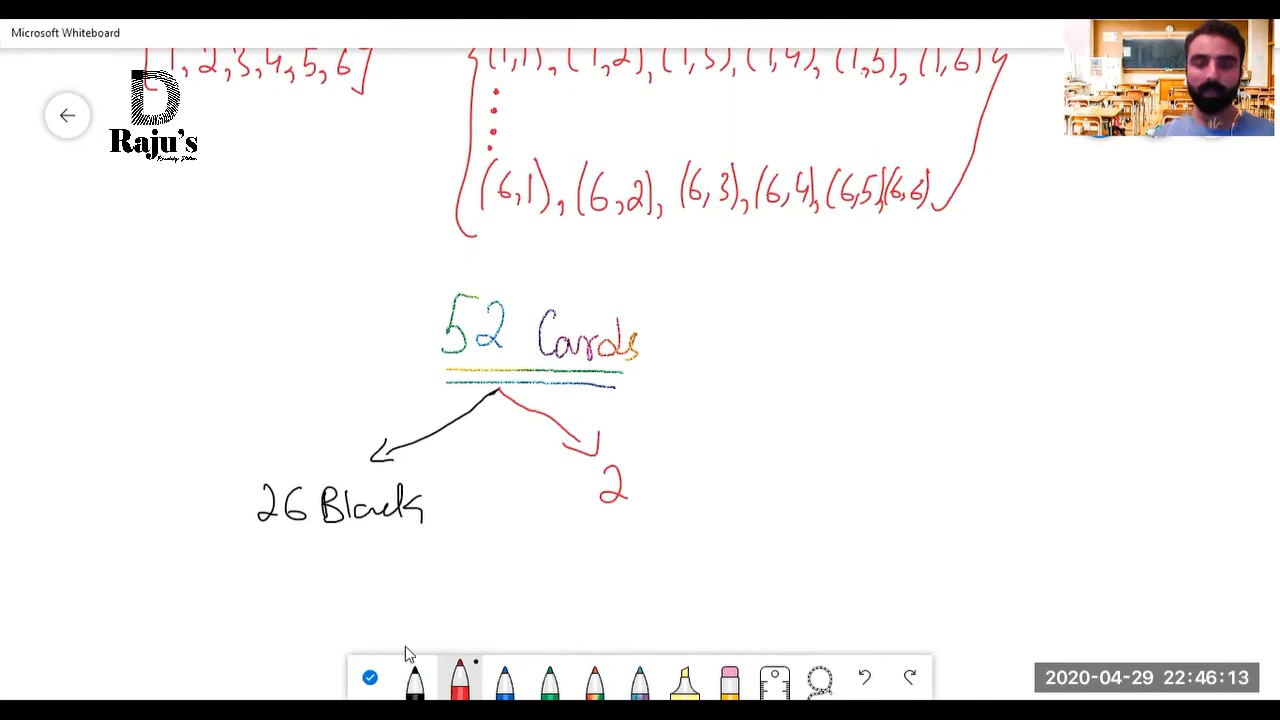 Microsoft Whiteboard
{1,2,3,4,5,6}
{(1,1), (1,2), (1,3), (1,4), (1,5), (1,6)
(6,1), (6,2), (6,3), (6,4), (6,5), (6,6)}
D
Raju's
52 Cards
26 Black
2
2020-04-29 22:46:13